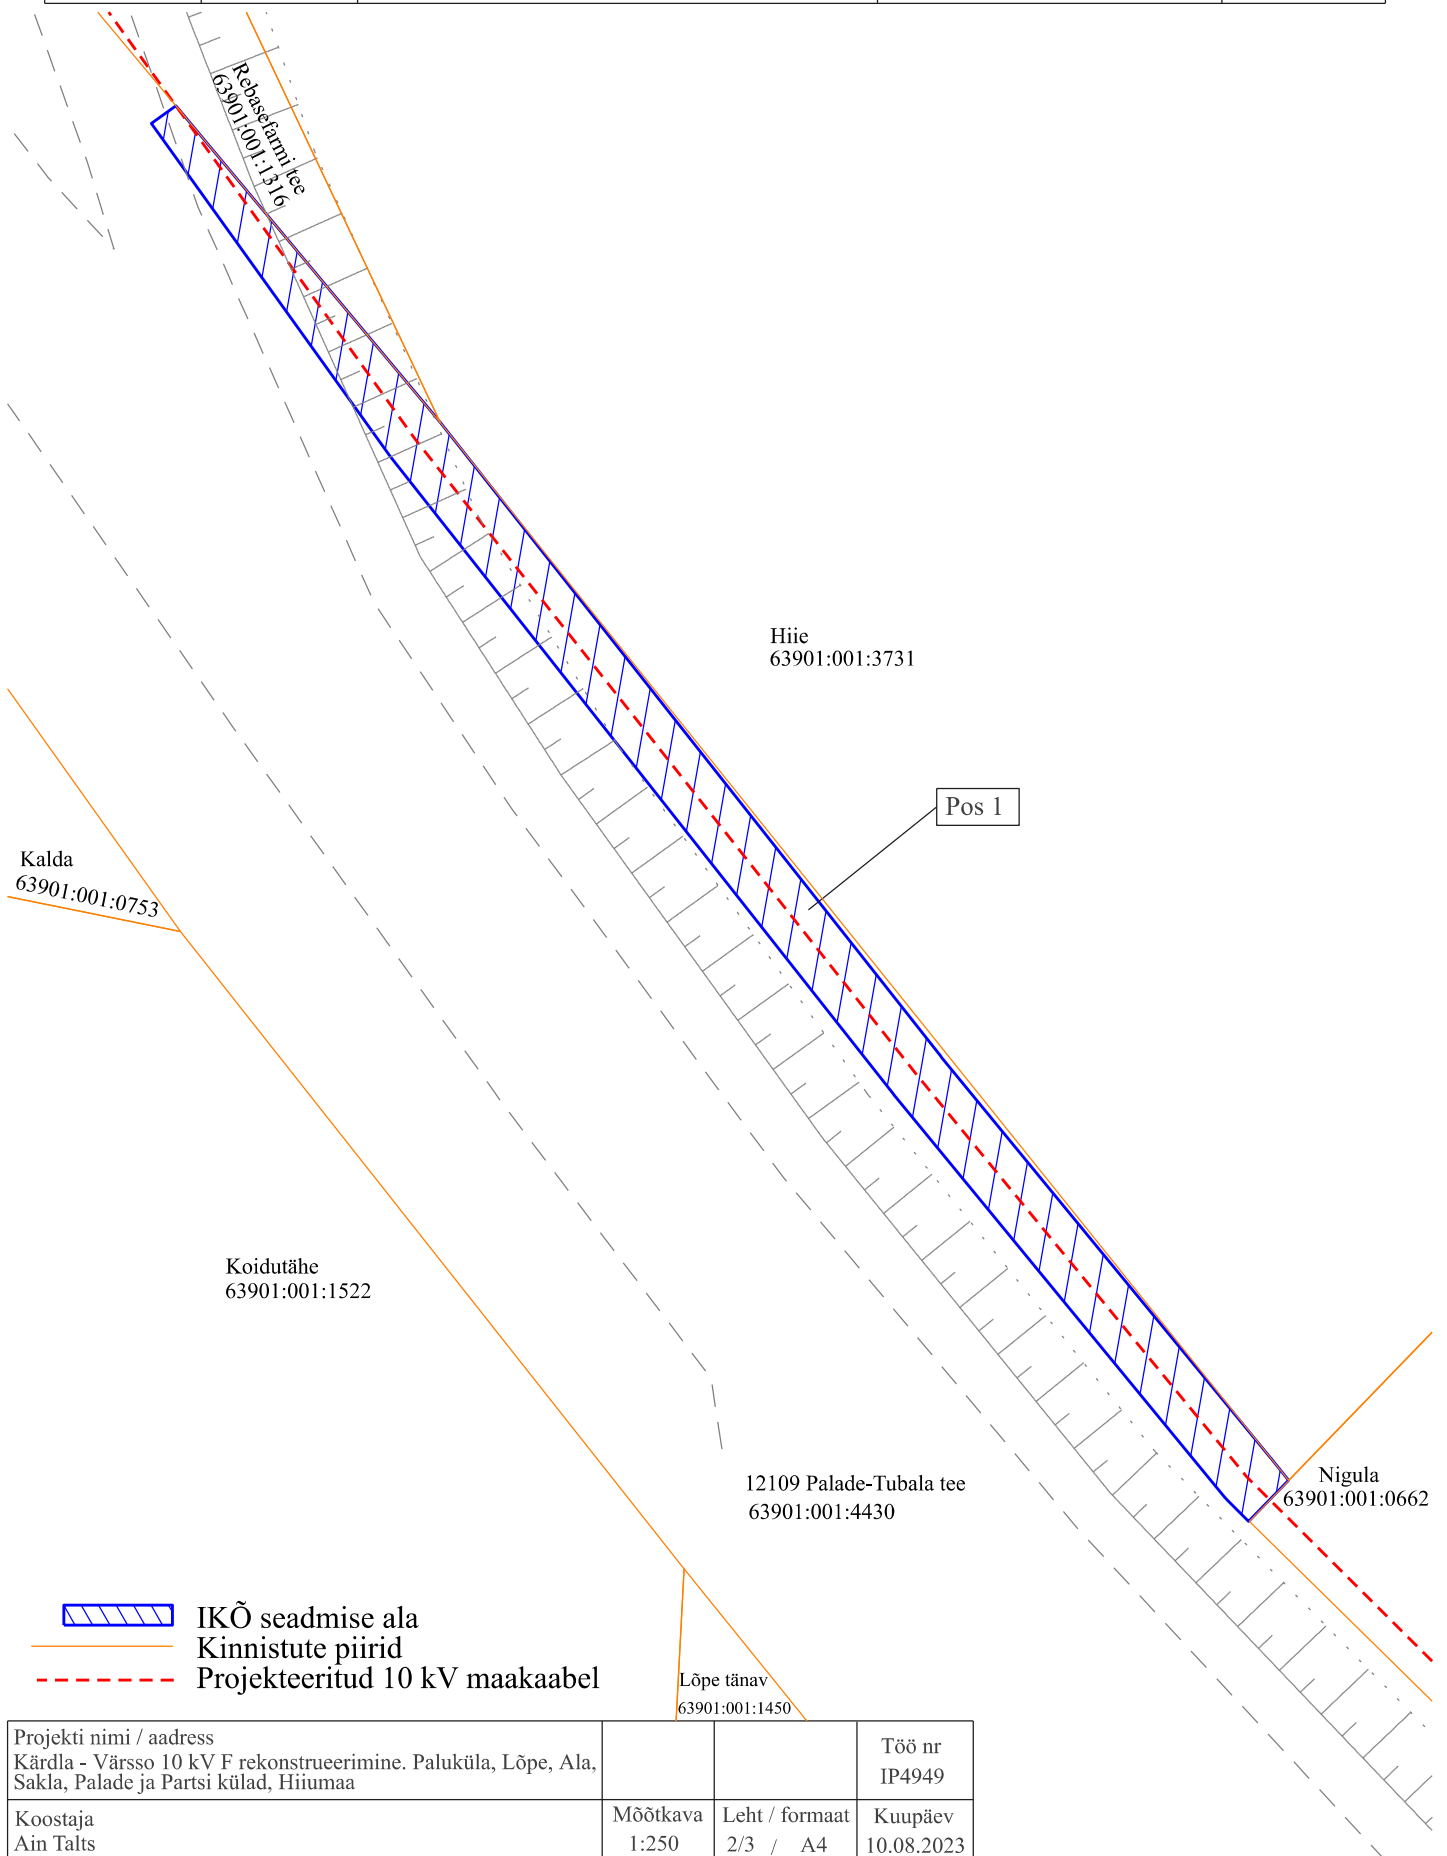 Rebasefarmi tee
63901:001:1316
Hiie
63901:001:3731
Pos 1
Kalda
63901:001:0753
Koidutähe
63901:001:1522
12109 Palade-Tubala tee
63901:001:4430
Nigula
63901:001:0662
IKÕ seadmise ala
Kinnistute piirid
Projekteeritud 10 kV maakaabel
Lõpe tänav
63901:001:1450
Projekti nimi / aadress
Kärdla - Värsso 10 kV F rekonstrueerimine. Paluküla, Lõpe, Ala,
Sakla, Palade ja Partsi külad, Hiiumaa
Töö nr
IP4949
Koostaja
Ain Talts
Mõõtkava
1:250
Leht / formaat
2/3 / A4
Kuupäev
10.08.2023